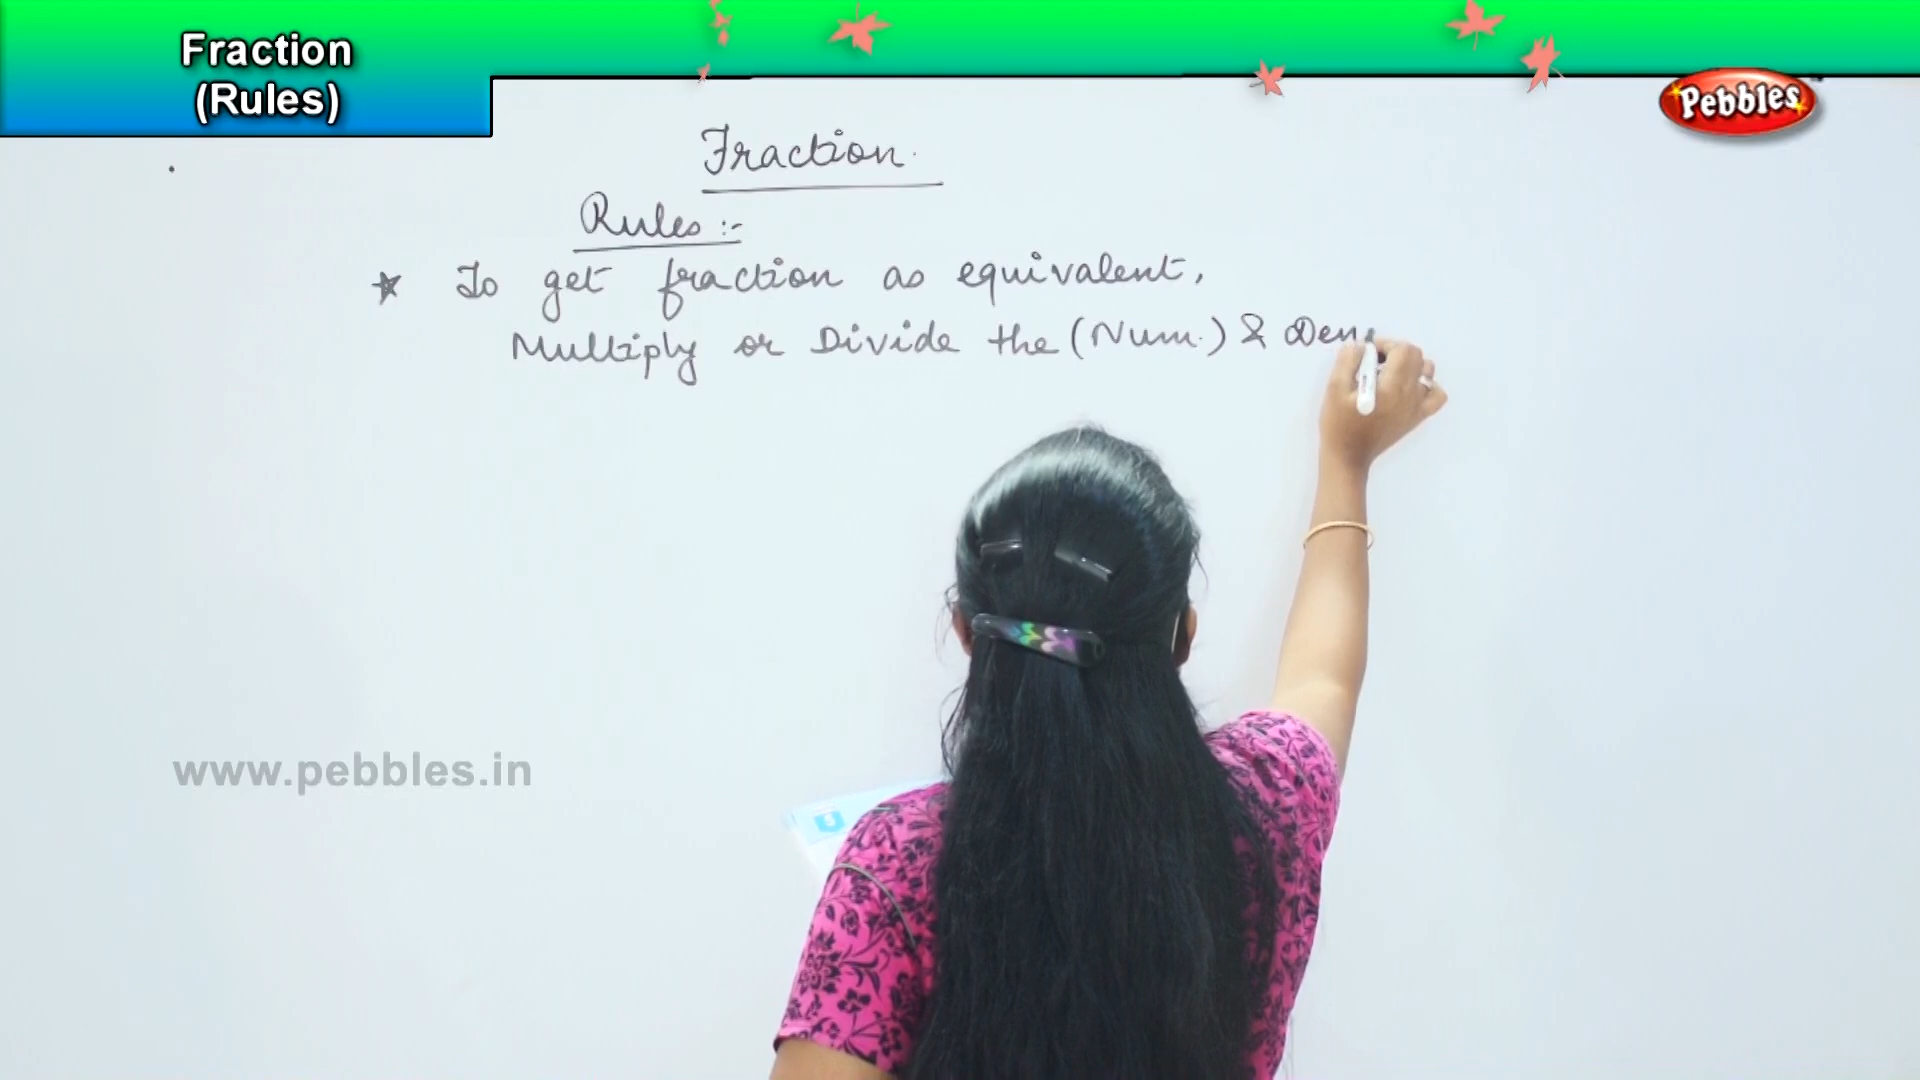 Fraction
(Rules)
Pebbles
Fraction.
Rules :-
★ To get fraction as equivalent,
Multiply or Divide the (Num.) & Den
www.pebbles.in